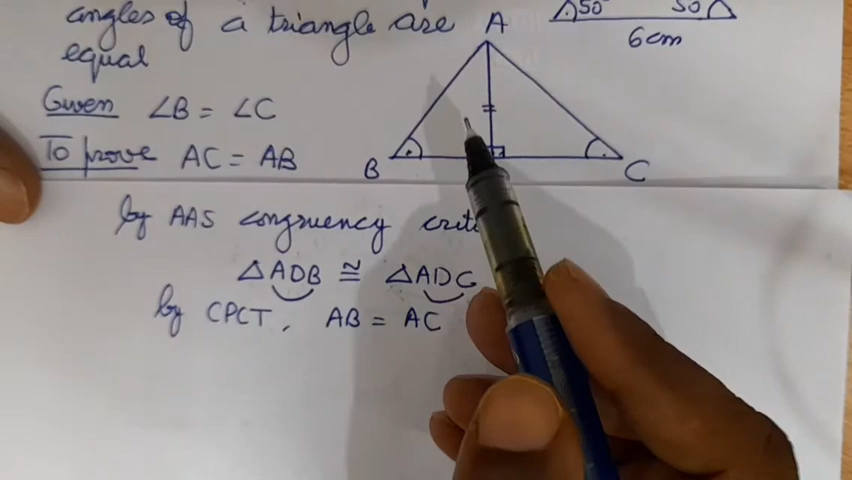 angles of a triangle are
equal
50° 50
6cm
Given ∠B = ∠C
To prove AC = AB
A
B
C
by AAS congruency
△ADB ≅ △ADC
by CPCT, AB = AC